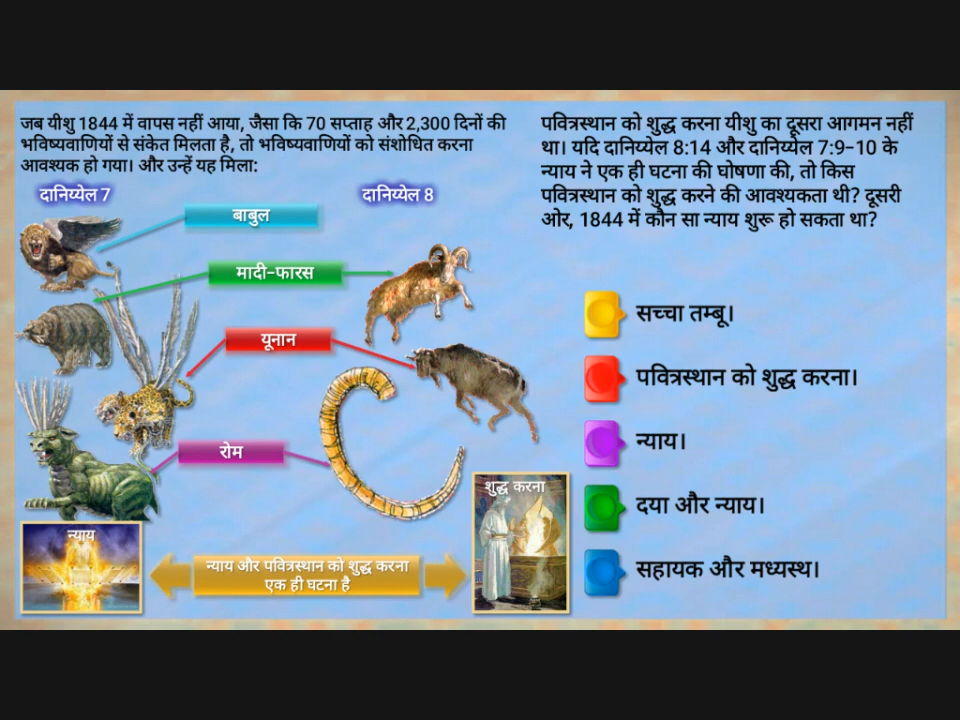 जब यीशु 1844 में वापस नहीं आया, जैसा कि 70 सप्ताह और 2,300 दिनों की
भविष्यवाणियों से संकेत मिलता है, तो भविष्यवाणियों को संशोधित करना
आवश्यक हो गया। और उन्हें यह मिला:
दानिय्येल 7
दानिय्येल 8
बाबुल
मादी-फारस
यूनान
रोम
न्याय
शुद्ध करना
न्याय और पवित्रस्थान को शुद्ध करना
एक ही घटना है
पवित्रस्थान को शुद्ध करना यीशु का दूसरा आगमन नहीं
था। यदि दानिय्येल 8:14 और दानिय्येल 7:9-10 के
न्याय ने एक ही घटना की घोषणा की, तो किस
पवित्रस्थान को शुद्ध करने की आवश्यकता थी? दूसरी
ओर, 1844 में कौन सा न्याय शुरू हो सकता था?
सच्चा तम्बू।
पवित्रस्थान को शुद्ध करना।
न्याय।
दया और न्याय।
सहायक और मध्यस्थ।